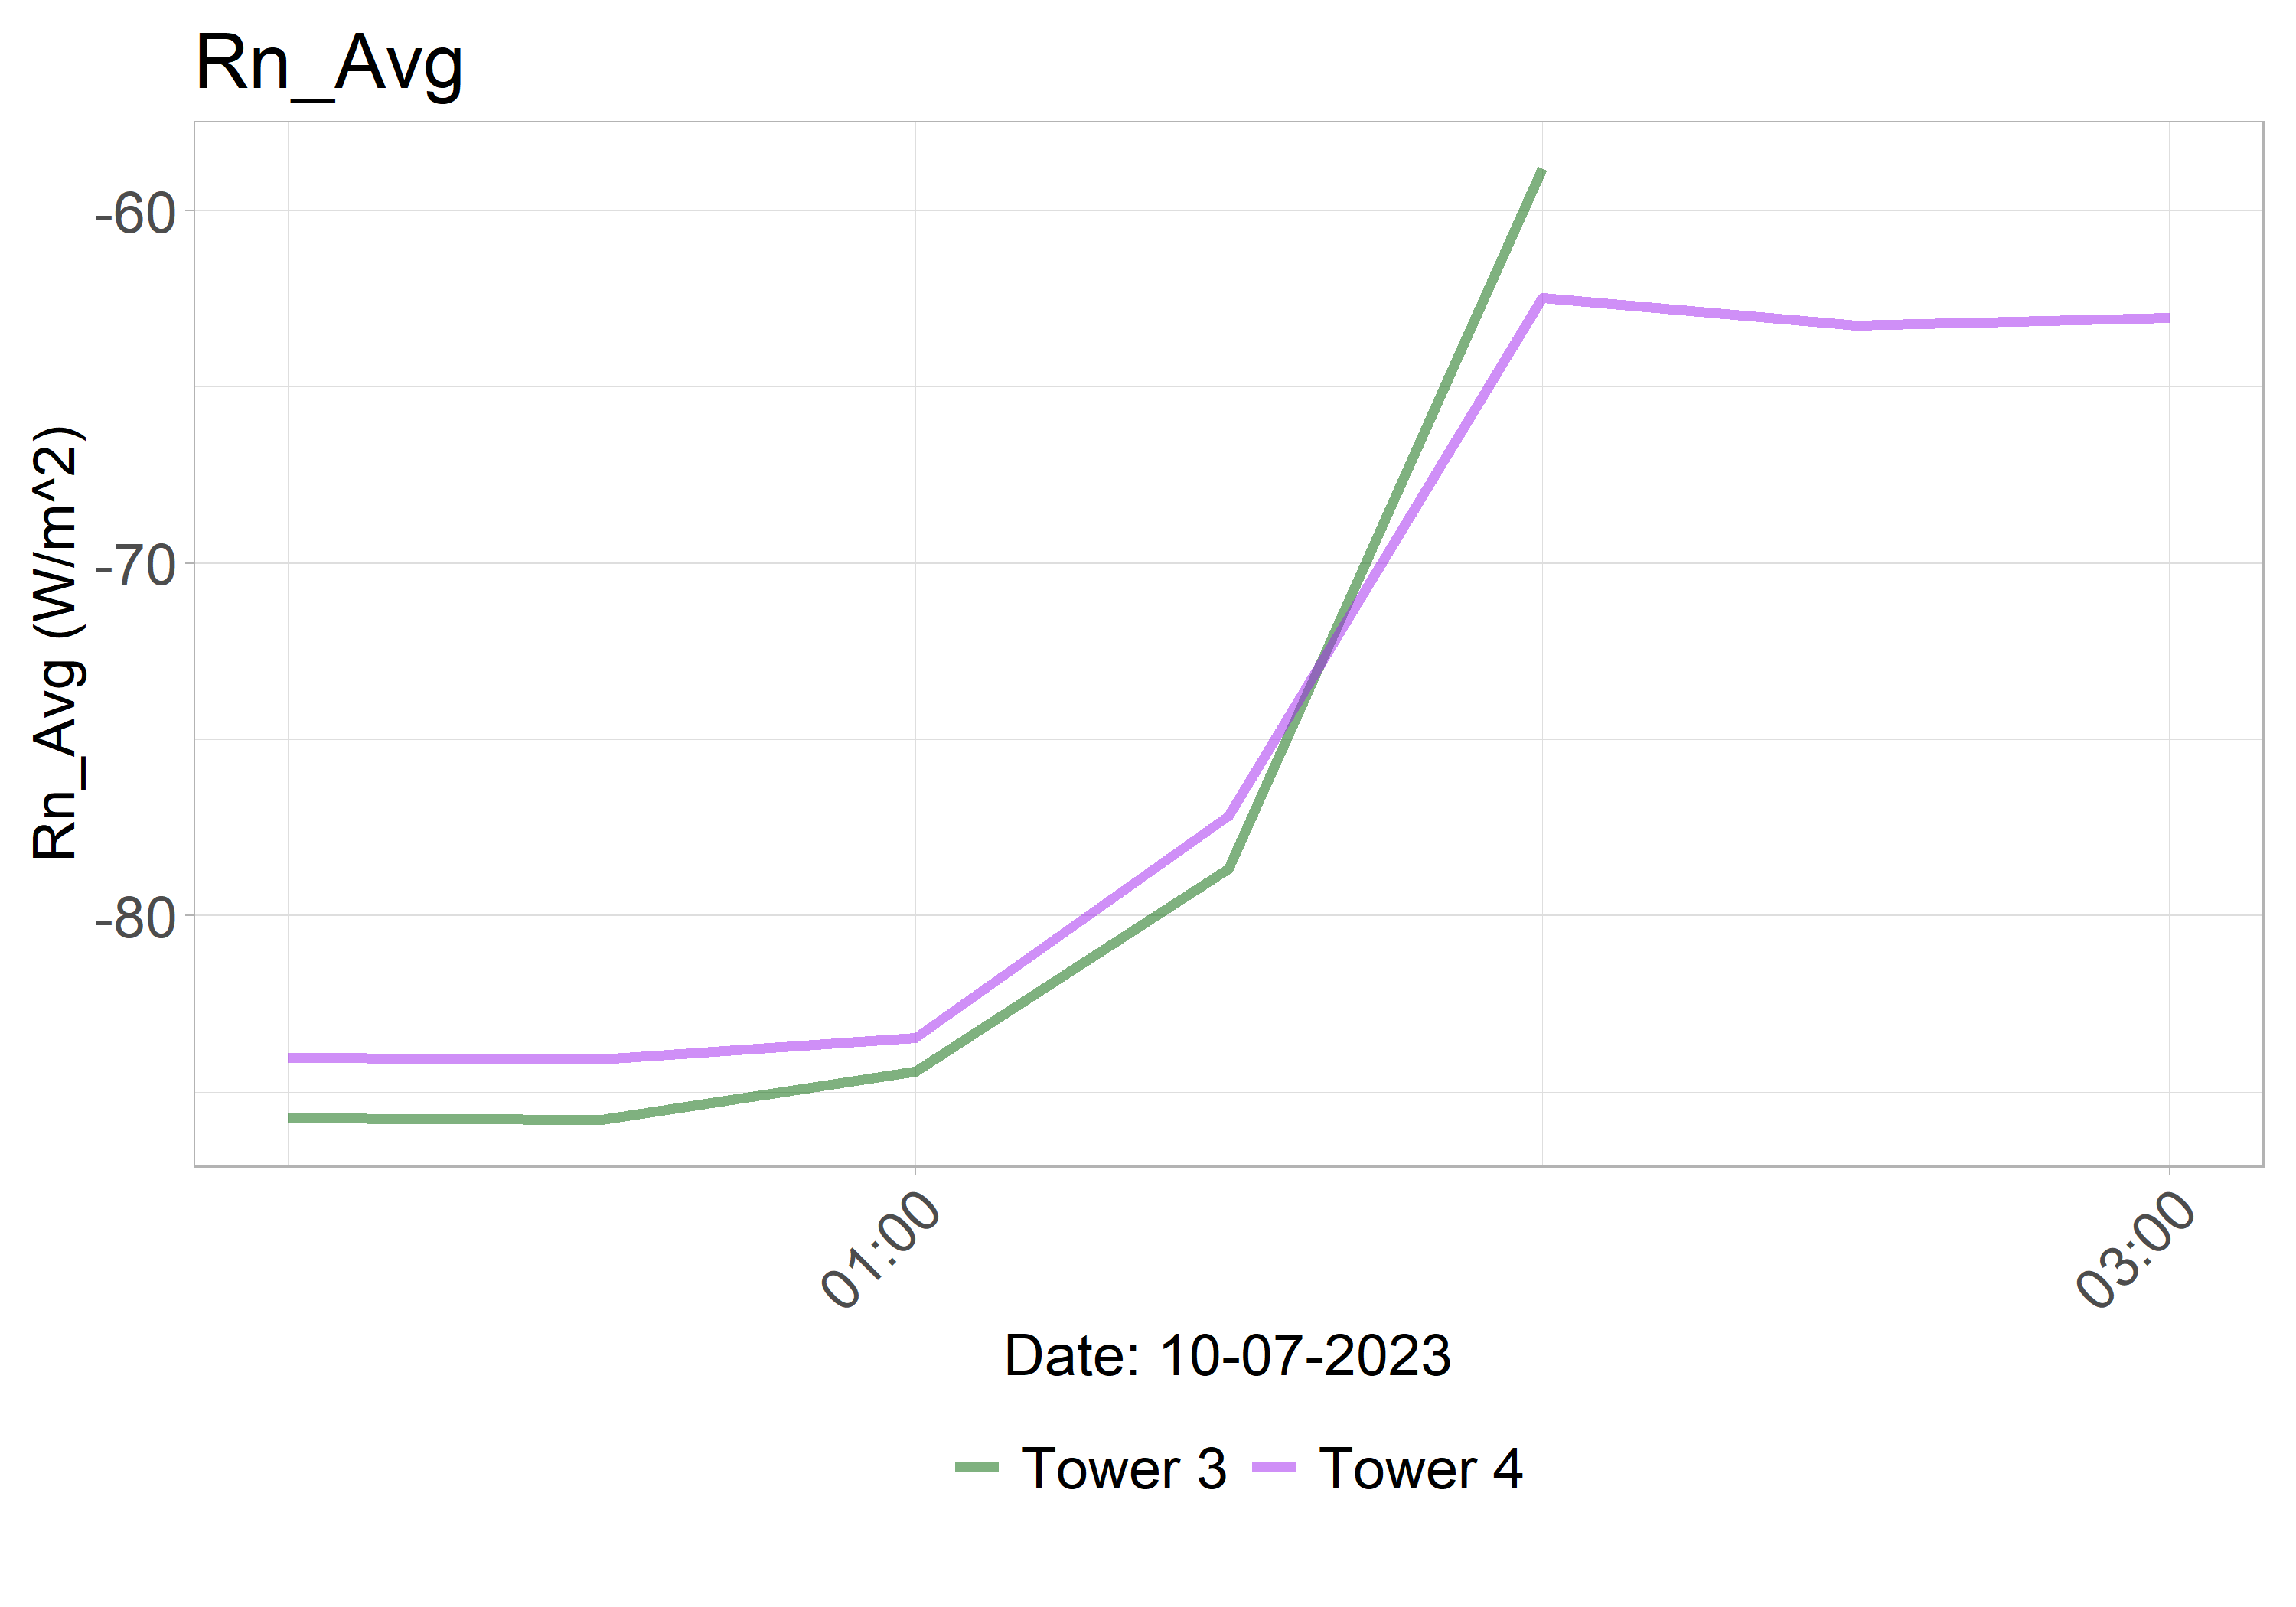 Rn_Avg
Rn_Avg (W/m^2)
-60
-70
-80
01:00
03:00
Date: 10-07-2023
Tower 3
Tower 4